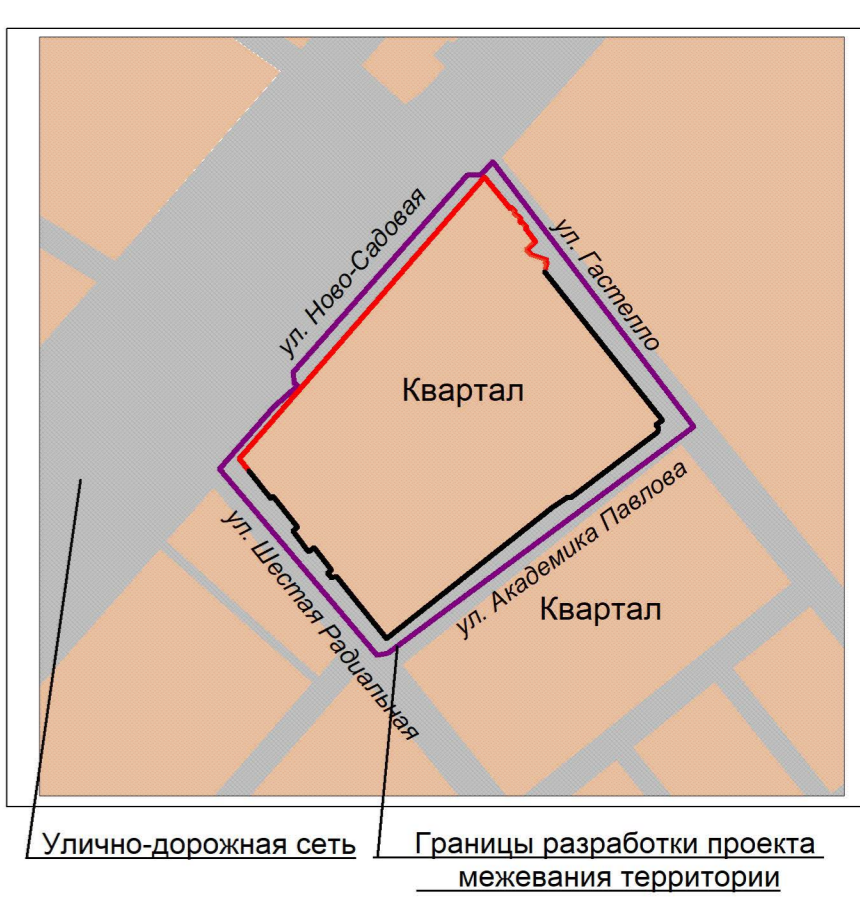 ул. Ново-Садовая
ул. Гастелло
Квартал
ул. Шестая Радиальная
ул. Академика Павлова
Квартал
Улично-дорожная сеть
Границы разработки проекта
межевания территории